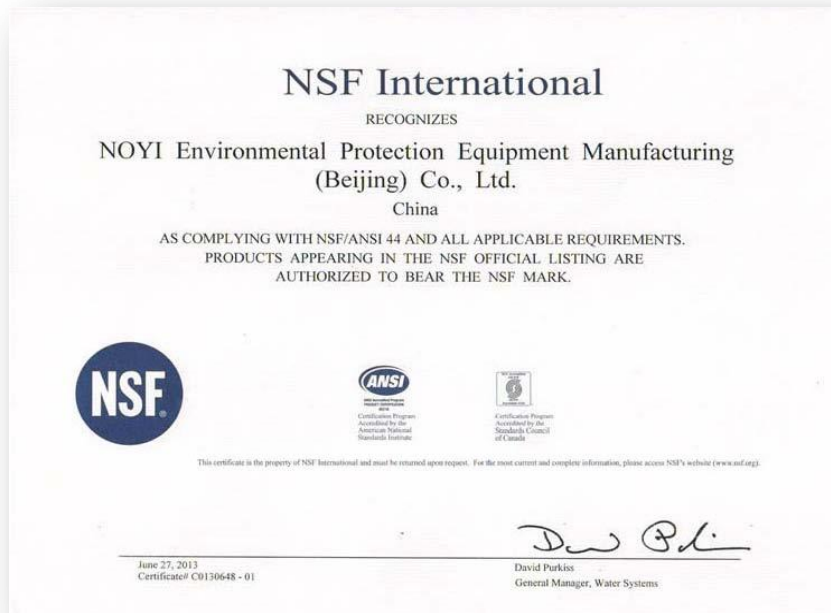 NSF International
RECOGNIZES
NOYI Environmental Protection Equipment Manufacturing
(Beijing) Co., Ltd.
China
AS COMPLYING WITH NSF/ANSI 44 AND ALL APPLICABLE REQUIREMENTS.
PRODUCTS APPEARING IN THE NSF OFFICIAL LISTING ARE
AUTHORIZED TO BEAR THE NSF MARK.
NSF®
ANSI
Certification Program
Accredited by the
American National
Standards Institute
Certification Program
Accredited by the
Standards Council
of Canada
This certificate is the property of NSF International and must be returned upon request. For the most current and complete information, please access NSF's website (www.nsf.org).
June 27, 2013
Certificate# C0130648 - 01
David Purkiss
General Manager, Water Systems